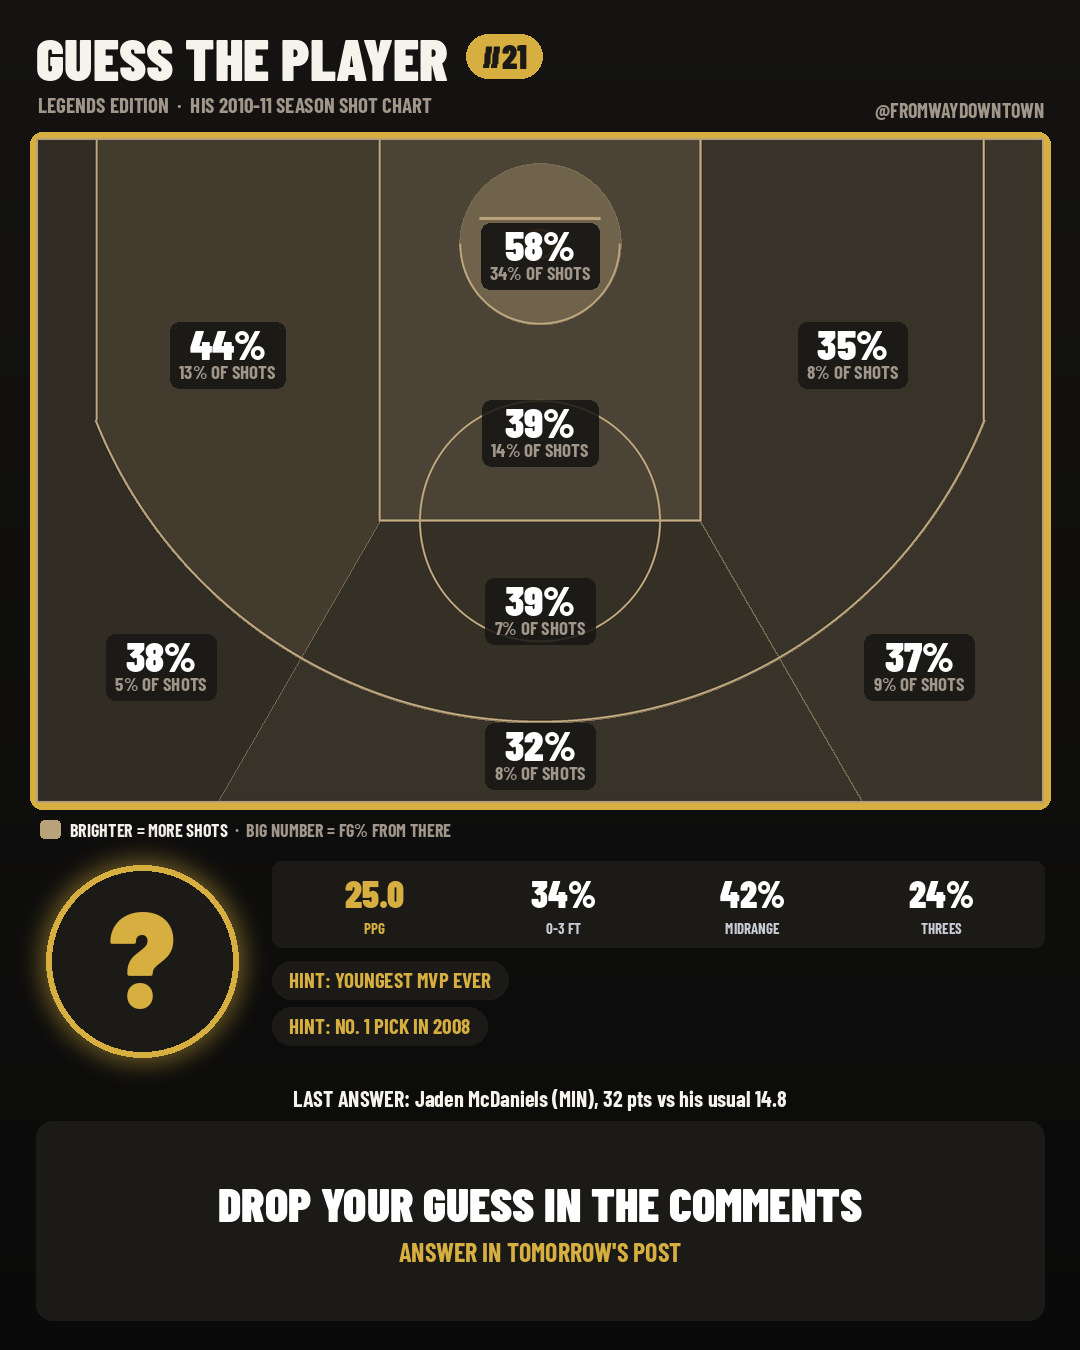 GUESS THE PLAYER #21
LEGENDS EDITION · HIS 2010-11 SEASON SHOT CHART
@FROMWAYDOWNTOWN
58%
34% OF SHOTS
44%
13% OF SHOTS
35%
8% OF SHOTS
39%
14% OF SHOTS
39%
7% OF SHOTS
38%
5% OF SHOTS
37%
9% OF SHOTS
32%
8% OF SHOTS
BRIGHTER = MORE SHOTS · BIG NUMBER = FG% FROM THERE
?
25.0 34% 42% 24%
PPG 0-3 FT MIDRANGE THREES
HINT: YOUNGEST MVP EVER
HINT: NO. 1 PICK IN 2008
LAST ANSWER: Jaden McDaniels (MIN), 32 pts vs his usual 14.8
DROP YOUR GUESS IN THE COMMENTS
ANSWER IN TOMORROW'S POST